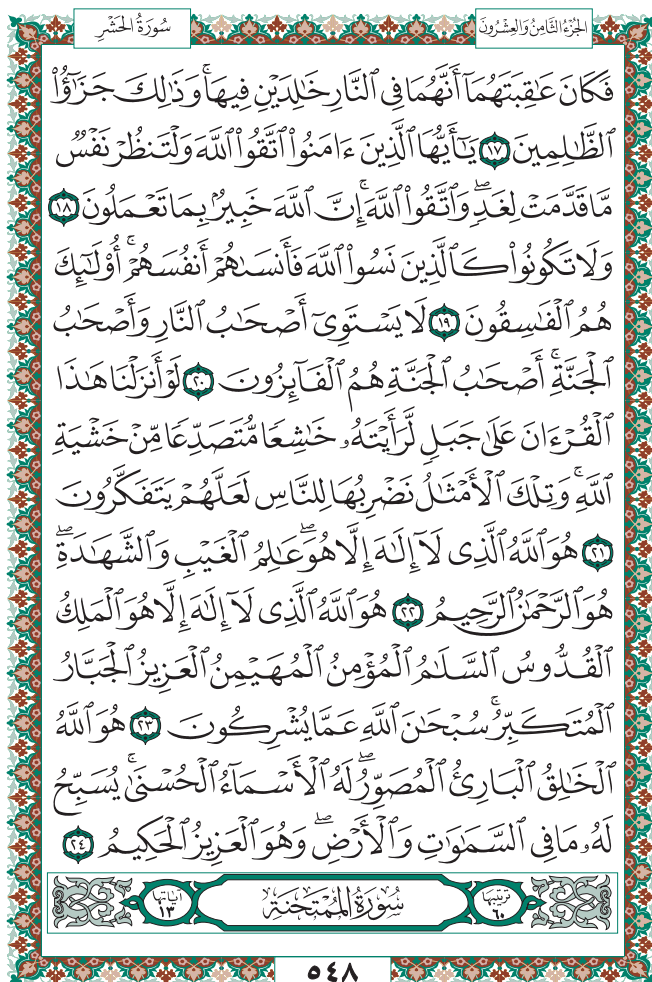 سُورَةُ الحَشْرِ
الجُزْءُ الثَّامِنُ وَالعِشْرُونَ
فَكَانَ عَٰقِبَتَهُمَآ أَنَّهُمَا فِى ٱلنَّارِ خَٰلِدَيْنِ فِيهَا ۚ وَذَٰلِكَ جَزَٰٓؤُا۟
ٱلظَّٰلِمِينَ ١٧ يَٰٓأَيُّهَا ٱلَّذِينَ ءَامَنُوا۟ ٱتَّقُوا۟ ٱللَّهَ وَلْتَنظُرْ نَفْسٌ
مَّا قَدَّمَتْ لِغَدٍ ۖ وَٱتَّقُوا۟ ٱللَّهَ ۚ إِنَّ ٱللَّهَ خَبِيرٌۢ بِمَا تَعْمَلُونَ ١٨
وَلَا تَكُونُوا۟ كَٱلَّذِينَ نَسُوا۟ ٱللَّهَ فَأَنسَىٰهُمْ أَنفُسَهُمْ ۚ أُو۟لَٰٓئِكَ
هُمُ ٱلْفَٰسِقُونَ ١٩ لَا يَسْتَوِىٓ أَصْحَٰبُ ٱلنَّارِ وَأَصْحَٰبُ
ٱلْجَنَّةِ ۚ أَصْحَٰبُ ٱلْجَنَّةِ هُمُ ٱلْفَآئِزُونَ ٢٠ لَوْ أَنزَلْنَا هَٰذَا
ٱلْقُرْءَانَ عَلَىٰ جَبَلٍ لَّرَأَيْتَهُۥ خَٰشِعًا مُّتَصَدِّعًا مِّنْ خَشْيَةِ
ٱللَّهِ ۚ وَتِلْكَ ٱلْأَمْثَٰلُ نَضْرِبُهَا لِلنَّاسِ لَعَلَّهُمْ يَتَفَكَّرُونَ
٢١ هُوَ ٱللَّهُ ٱلَّذِى لَآ إِلَٰهَ إِلَّا هُوَ ۖ عَٰلِمُ ٱلْغَيْبِ وَٱلشَّهَٰدَةِ ۖ
هُوَ ٱلرَّحْمَٰنُ ٱلرَّحِيمُ ٢٢ هُوَ ٱللَّهُ ٱلَّذِى لَآ إِلَٰهَ إِلَّا هُوَ ٱلْمَلِكُ
ٱلْقُدُّوسُ ٱلسَّلَٰمُ ٱلْمُؤْمِنُ ٱلْمُهَيْمِنُ ٱلْعَزِيزُ ٱلْجَبَّارُ
ٱلْمُتَكَبِّرُ ۚ سُبْحَٰنَ ٱللَّهِ عَمَّا يُشْرِكُونَ ٢٣ هُوَ ٱللَّهُ
ٱلْخَٰلِقُ ٱلْبَارِئُ ٱلْمُصَوِّرُ ۖ لَهُ ٱلْأَسْمَآءُ ٱلْحُسْنَىٰ ۚ يُسَبِّحُ
لَهُۥ مَا فِى ٱلسَّمَٰوَٰتِ وَٱلْأَرْضِ ۖ وَهُوَ ٱلْعَزِيزُ ٱلْحَكِيمُ ٢٤
ترتيبها ٦٠
سُورَةُ المُمْتَحنَة
آياتها ١٣
٥٤٨